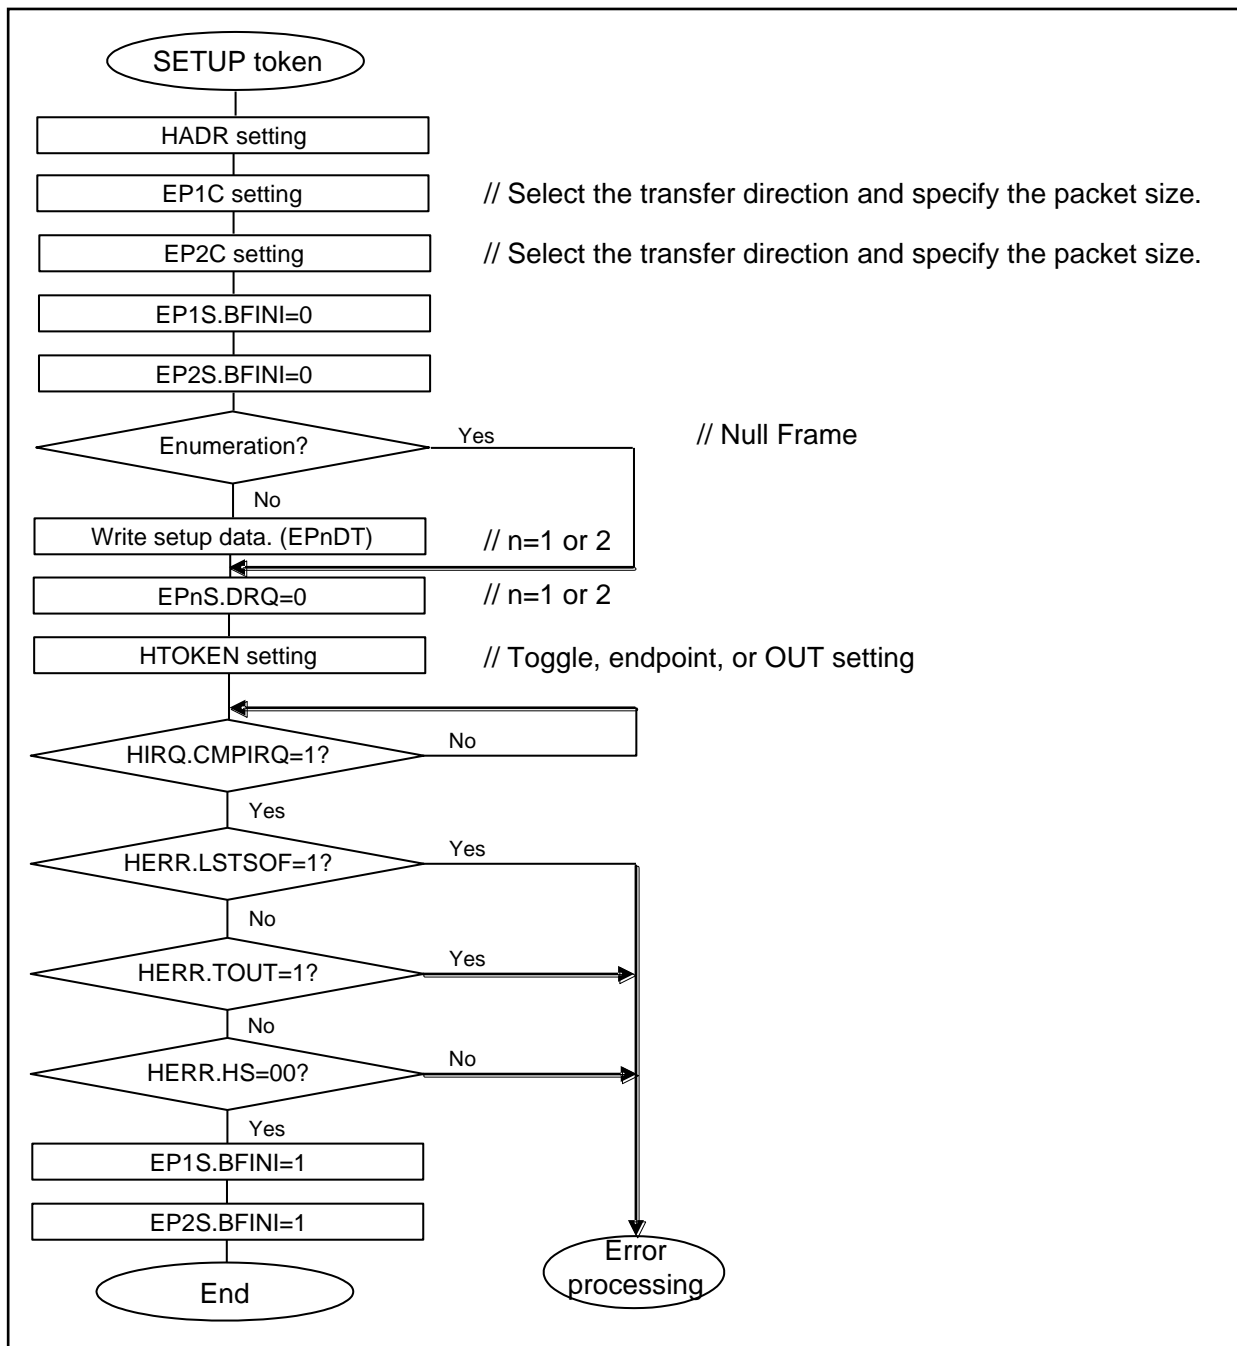 SETUP token
HADR setting
EP1C setting // Select the transfer direction and specify the packet size.
EP2C setting // Select the transfer direction and specify the packet size.
EP1S.BFINI=0
EP2S.BFINI=0
Enumeration? Yes // Null Frame
No
Write setup data. (EPnDT) // n=1 or 2
EPnS.DRQ=0 // n=1 or 2
HTOKEN setting // Toggle, endpoint, or OUT setting
HIRQ.CMPIRQ=1? No
Yes
HERR.LSTSOF=1? Yes
No
HERR.TOUT=1? Yes
No
HERR.HS=00? No
Yes
EP1S.BFINI=1
EP2S.BFINI=1
End
Error
processing